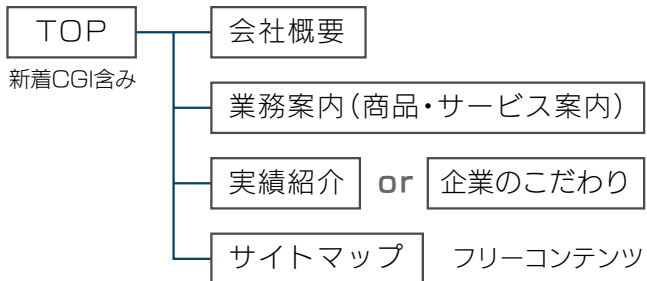 TOP
新着CGI含み
会社概要
業務案内(商品・サービス案内)
実績紹介 or 企業のこだわり
サイトマップ フリーコンテンツ